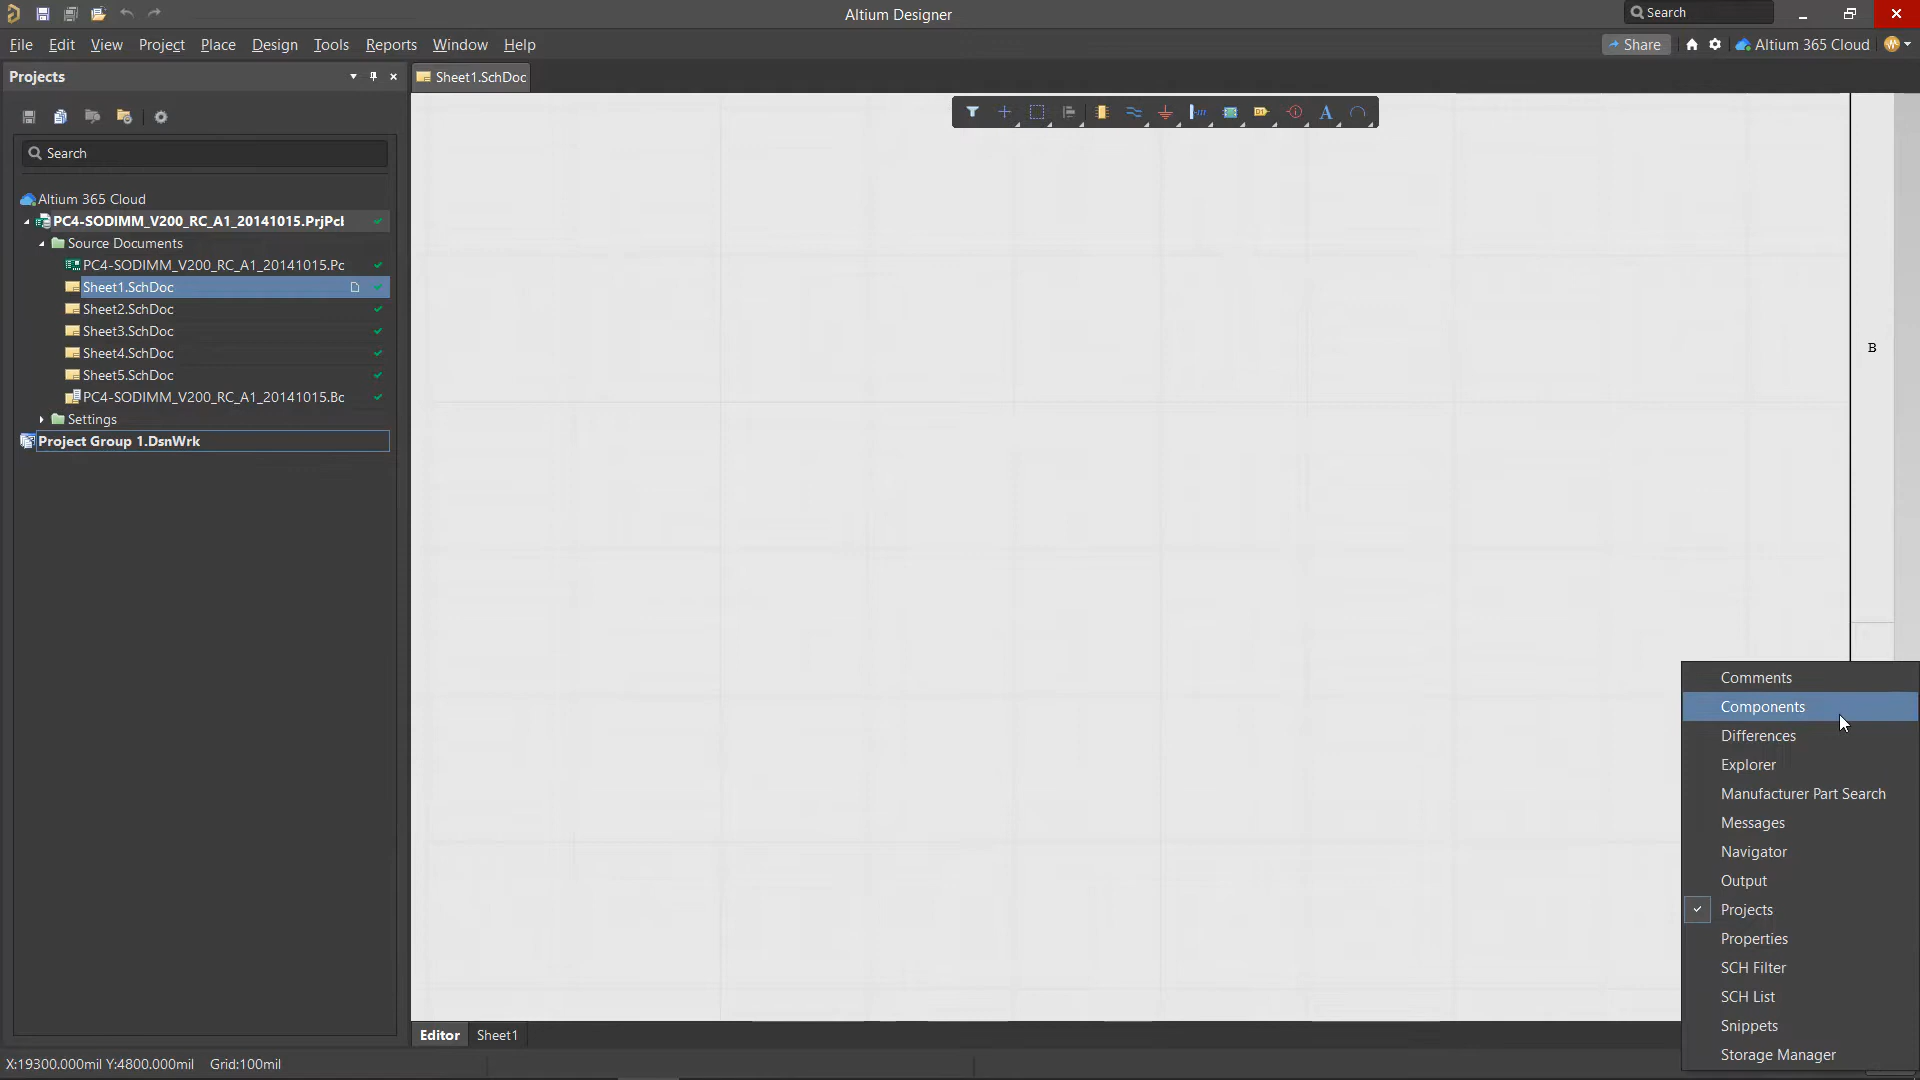 Altium Designer
Search
File Edit View Project Place Design Tools Reports Window Help
Share Altium 365 Cloud
Projects
Sheet1.SchDoc
Search
Altium 365 Cloud
PC4-SODIMM_V200_RC_A1_20141015.PrjPcb
Source Documents
PC4-SODIMM_V200_RC_A1_20141015.Pc
Sheet1.SchDoc
Sheet2.SchDoc
Sheet3.SchDoc
Sheet4.SchDoc
Sheet5.SchDoc
PC4-SODIMM_V200_RC_A1_20141015.Bc
Settings
Project Group 1.DsnWrk
A
B
Comments
Components
Differences
Explorer
Manufacturer Part Search
Messages
Navigator
Output
Projects
Properties
SCH Filter
SCH List
Snippets
Storage Manager
Editor Sheet1
X:19300.000mil Y:4800.000mil Grid:100mil